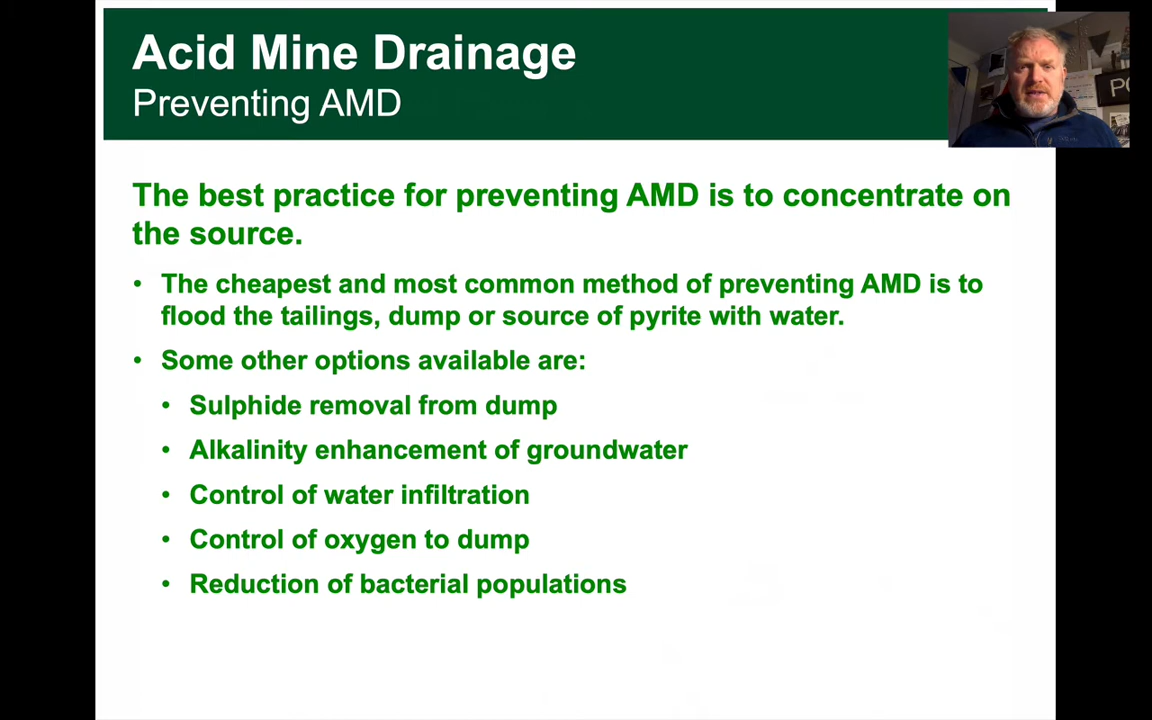 Acid Mine Drainage
Preventing AMD
The best practice for preventing AMD is to concentrate on
the source.
• The cheapest and most common method of preventing AMD is to
flood the tailings, dump or source of pyrite with water.
• Some other options available are:
• Sulphide removal from dump
• Alkalinity enhancement of groundwater
• Control of water infiltration
• Control of oxygen to dump
• Reduction of bacterial populations